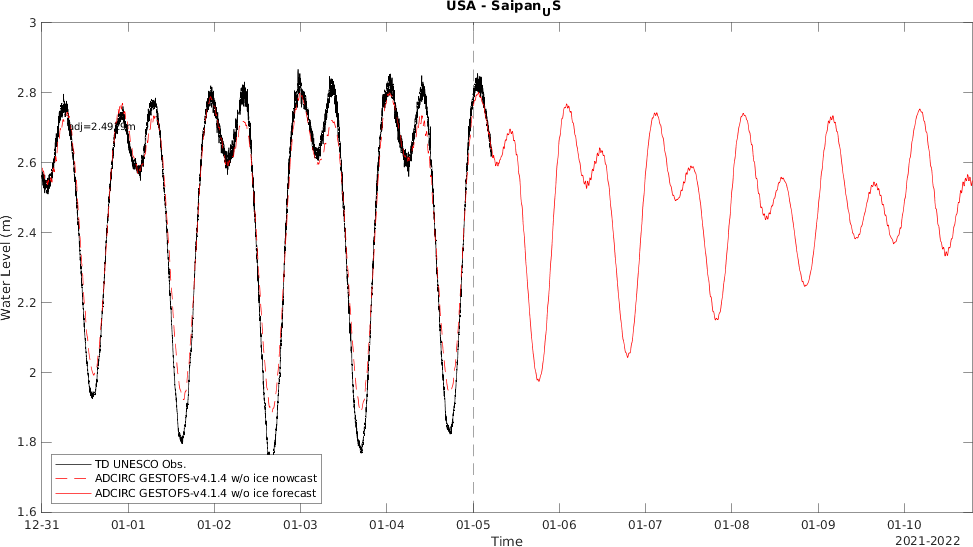 USA - Saipan_US
3
2.8
2.6
2.4
2.2
2
1.8
1.6
Water Level (m)
TD UNESCO Obs.
ADCIRC GESTOFS-v4.1.4 w/o ice nowcast
ADCIRC GESTOFS-v4.1.4 w/o ice forecast
12-31 01-01 01-02 01-03 01-04 01-05 01-06 01-07 01-08 01-09 01-10
Time
2021-2022